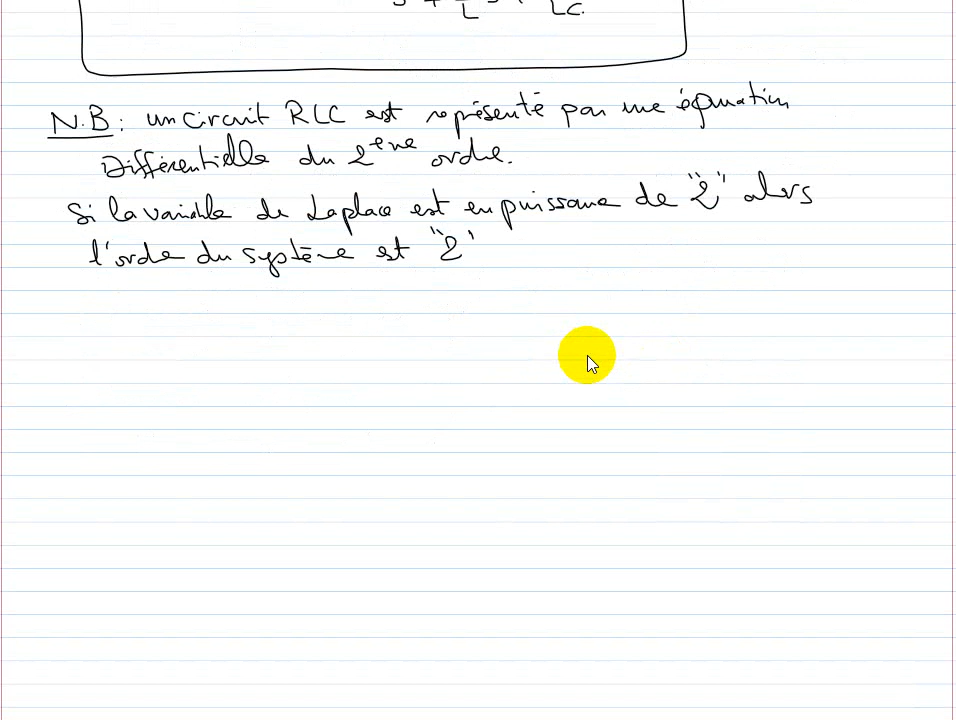 N.B : un circuit RLC est représenté par une équation
Différentielle du 2ème ordre.
Si la variable de Laplace est en puissance de "2" alors
l'ordre du système est "2"